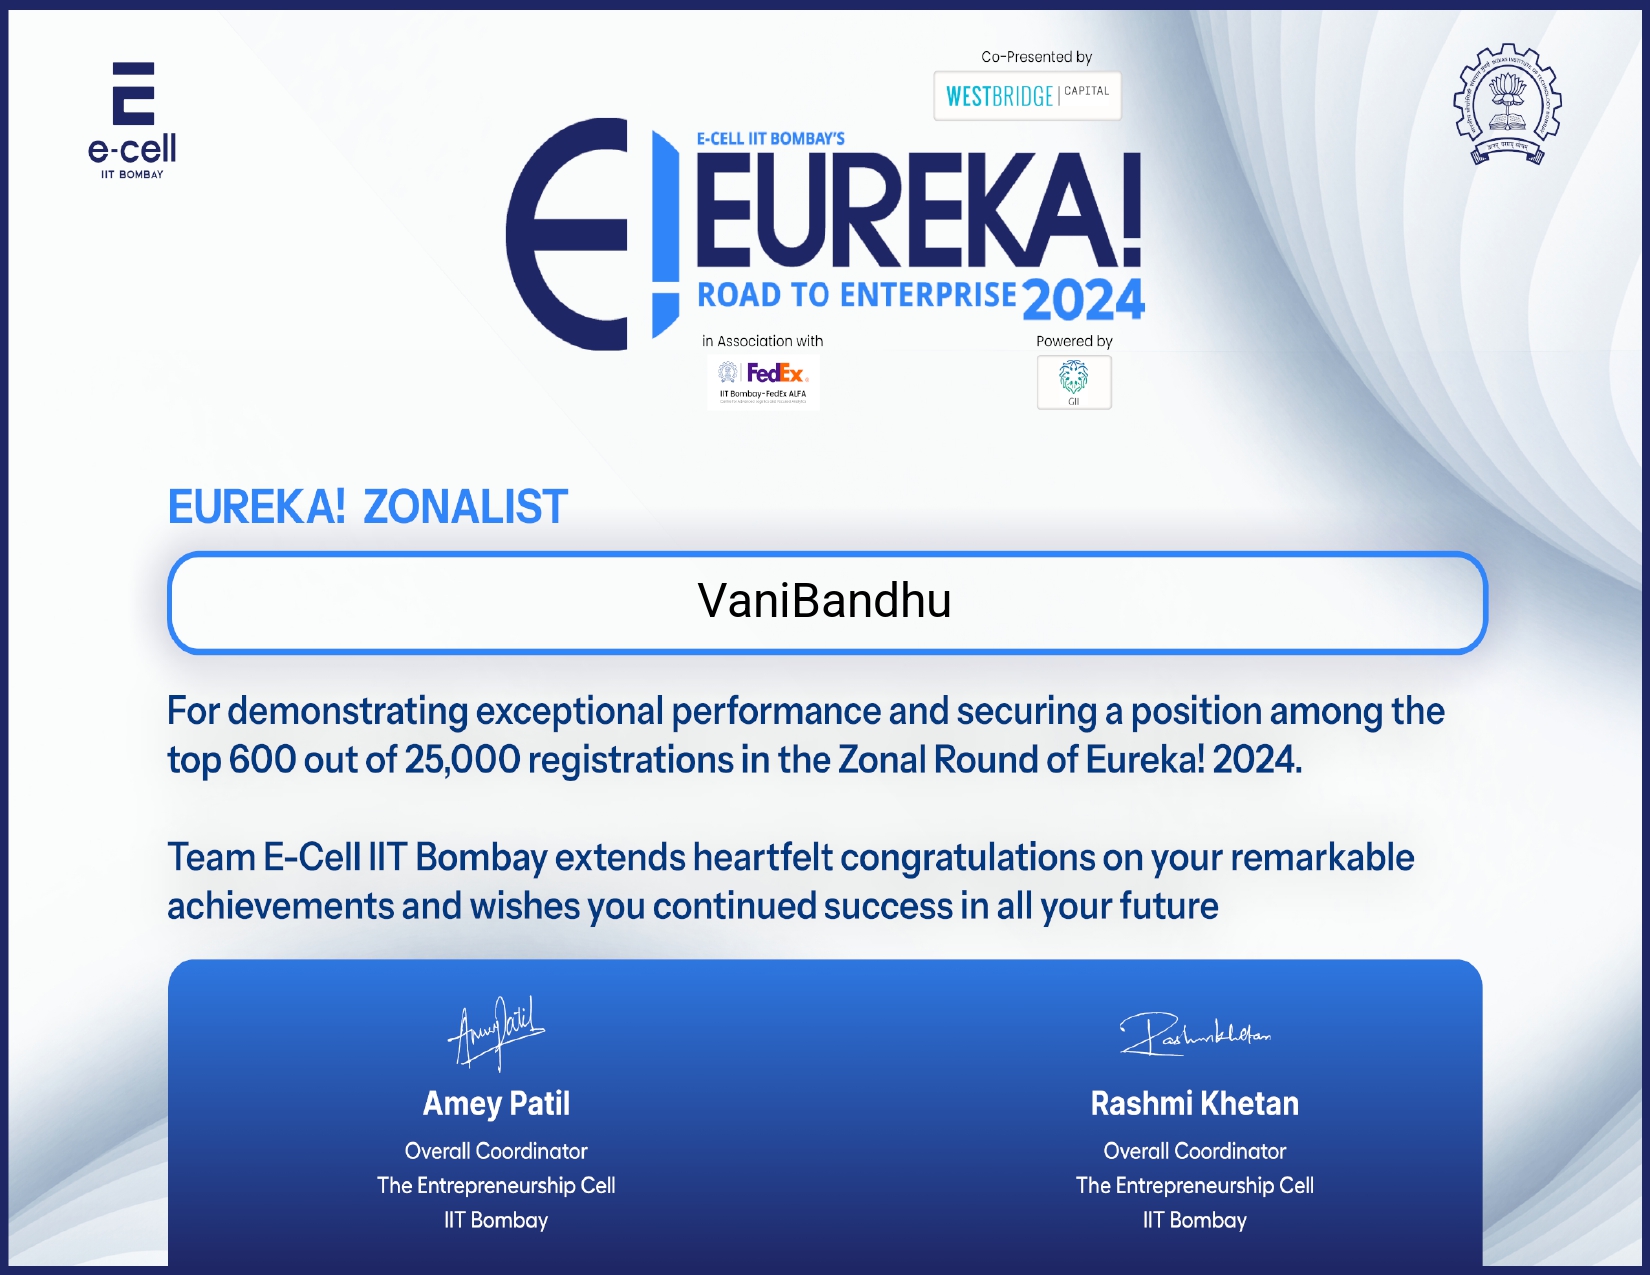 Co-Presented by
WESTBRIDGE | CAPITAL
e-cell
IIT BOMBAY
E-CELL IIT BOMBAY'S
EUREKA!
ROAD TO ENTERPRISE 2024
in Association with
Powered by
FedEx
IIT Bombay-FedEx ALFA
GII
EUREKA! ZONALIST
VaniBandhu
For demonstrating exceptional performance and securing a position among the
top 600 out of 25,000 registrations in the Zonal Round of Eureka! 2024.
Team E-Cell IIT Bombay extends heartfelt congratulations on your remarkable
achievements and wishes you continued success in all your future
Amey Patil
Rashmi Khetan
Amey Patil
Rashmi Khetan
Overall Coordinator
Overall Coordinator
The Entrepreneurship Cell
The Entrepreneurship Cell
IIT Bombay
IIT Bombay